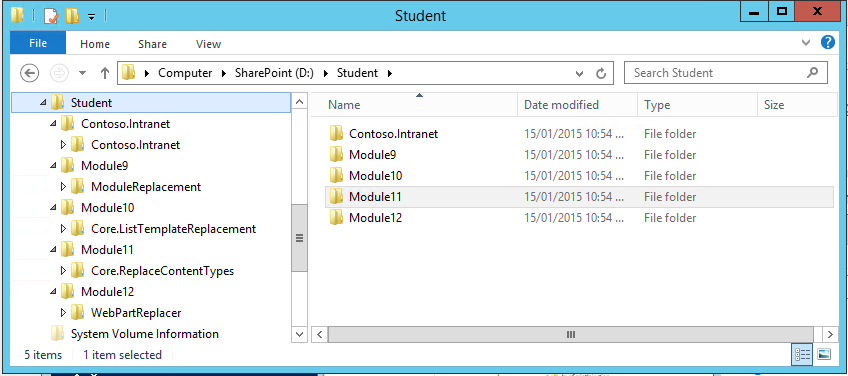 Student
File Home Share View
Computer SharePoint (D:) Student Search Student
Student
Contoso.Intranet
Contoso.Intranet
Module9
ModuleReplacement
Module10
Core.ListTemplateReplacement
Module11
Core.ReplaceContentTypes
Module12
WebPartReplacer
System Volume Information
Name Date modified Type Size
Contoso.Intranet 15/01/2015 10:54 ... File folder
Module9 15/01/2015 10:54 ... File folder
Module10 15/01/2015 10:54 ... File folder
Module11 15/01/2015 10:54 ... File folder
Module12 15/01/2015 10:54 ... File folder
5 items 1 item selected